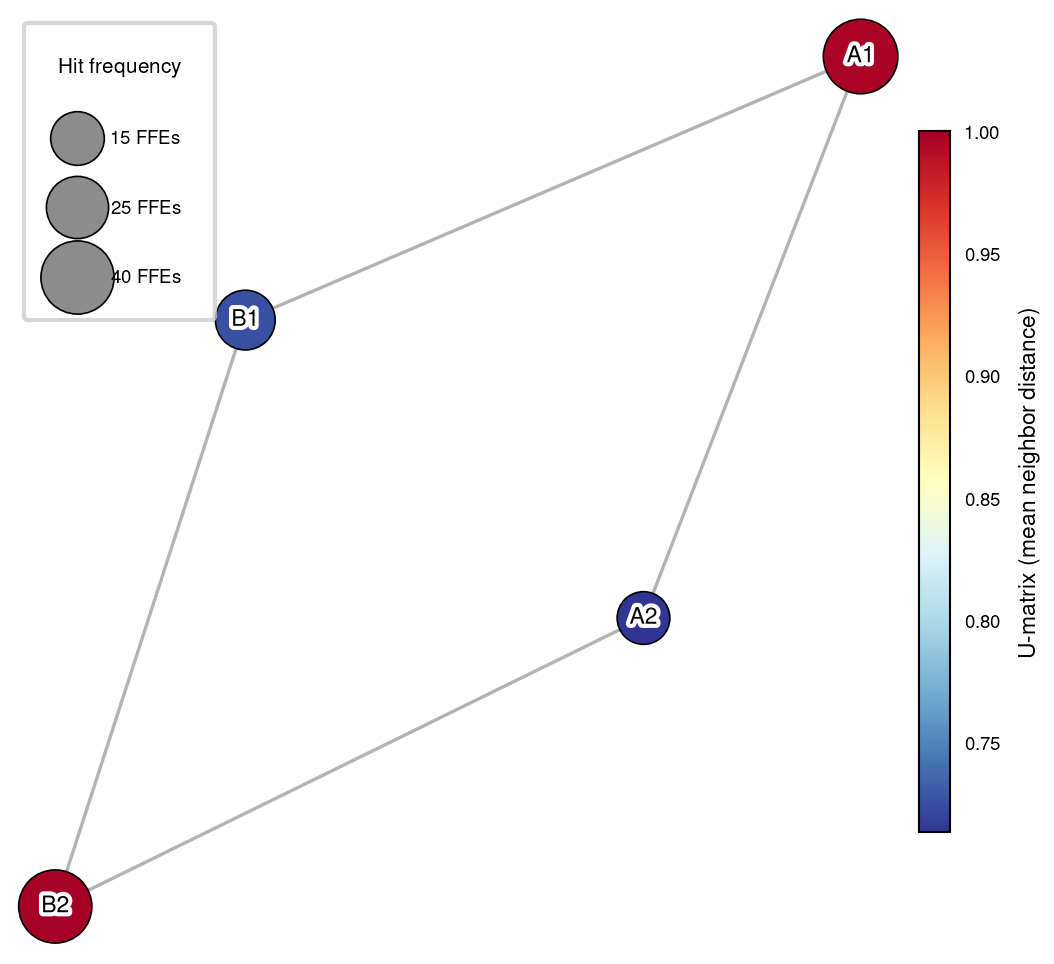 Hit frequency
15 FFEs
25 FFEs
40 FFEs
A1
B1
A2
B2
1.00
0.95
0.90
0.85
0.80
0.75
U-matrix (mean neighbor distance)